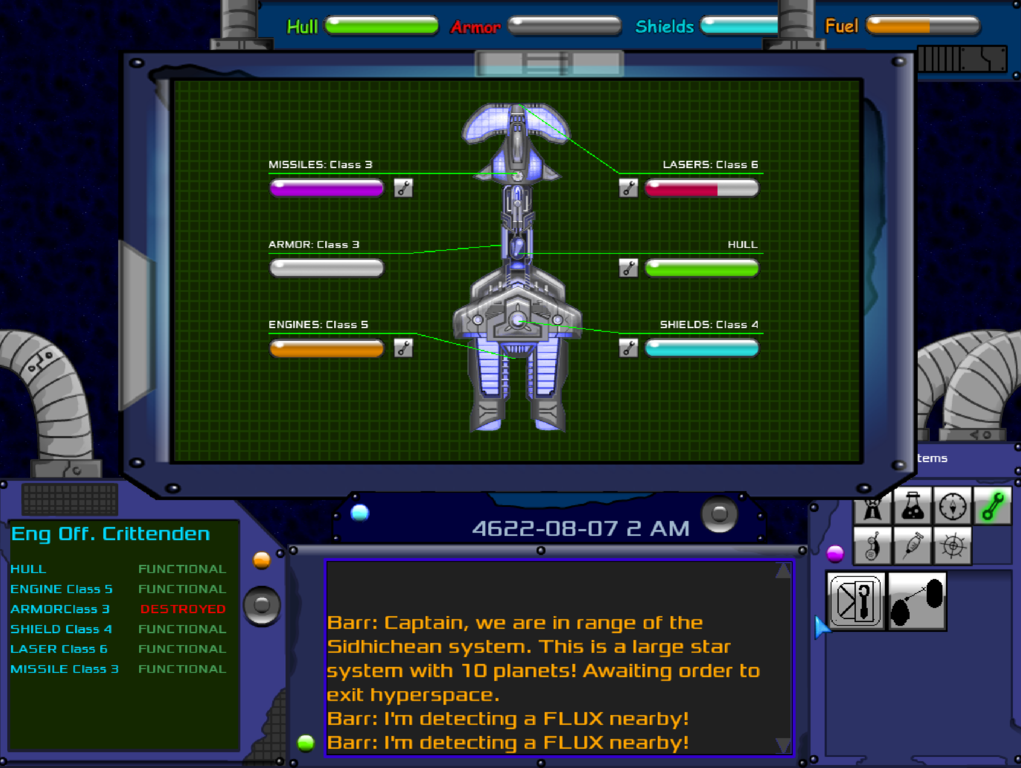 Hull Armor Shields Fuel
MISSILES: Class 3
LASERS: Class 6
ARMOR: Class 3
HULL
ENGINES: Class 5
SHIELDS: Class 4
tems
4622-08-07 2 AM
Eng Off. Crittenden
HULL FUNCTIONAL
ENGINE Class 5 FUNCTIONAL
ARMORClass 3 DESTROYED
SHIELD Class 4 FUNCTIONAL
LASER Class 6 FUNCTIONAL
MISSILE Class 3 FUNCTIONAL
Barr: Captain, we are in range of the
Sidhichean system. This is a large star
system with 10 planets! Awaiting order to
exit hyperspace.
Barr: I'm detecting a FLUX nearby!
Barr: I'm detecting a FLUX nearby!